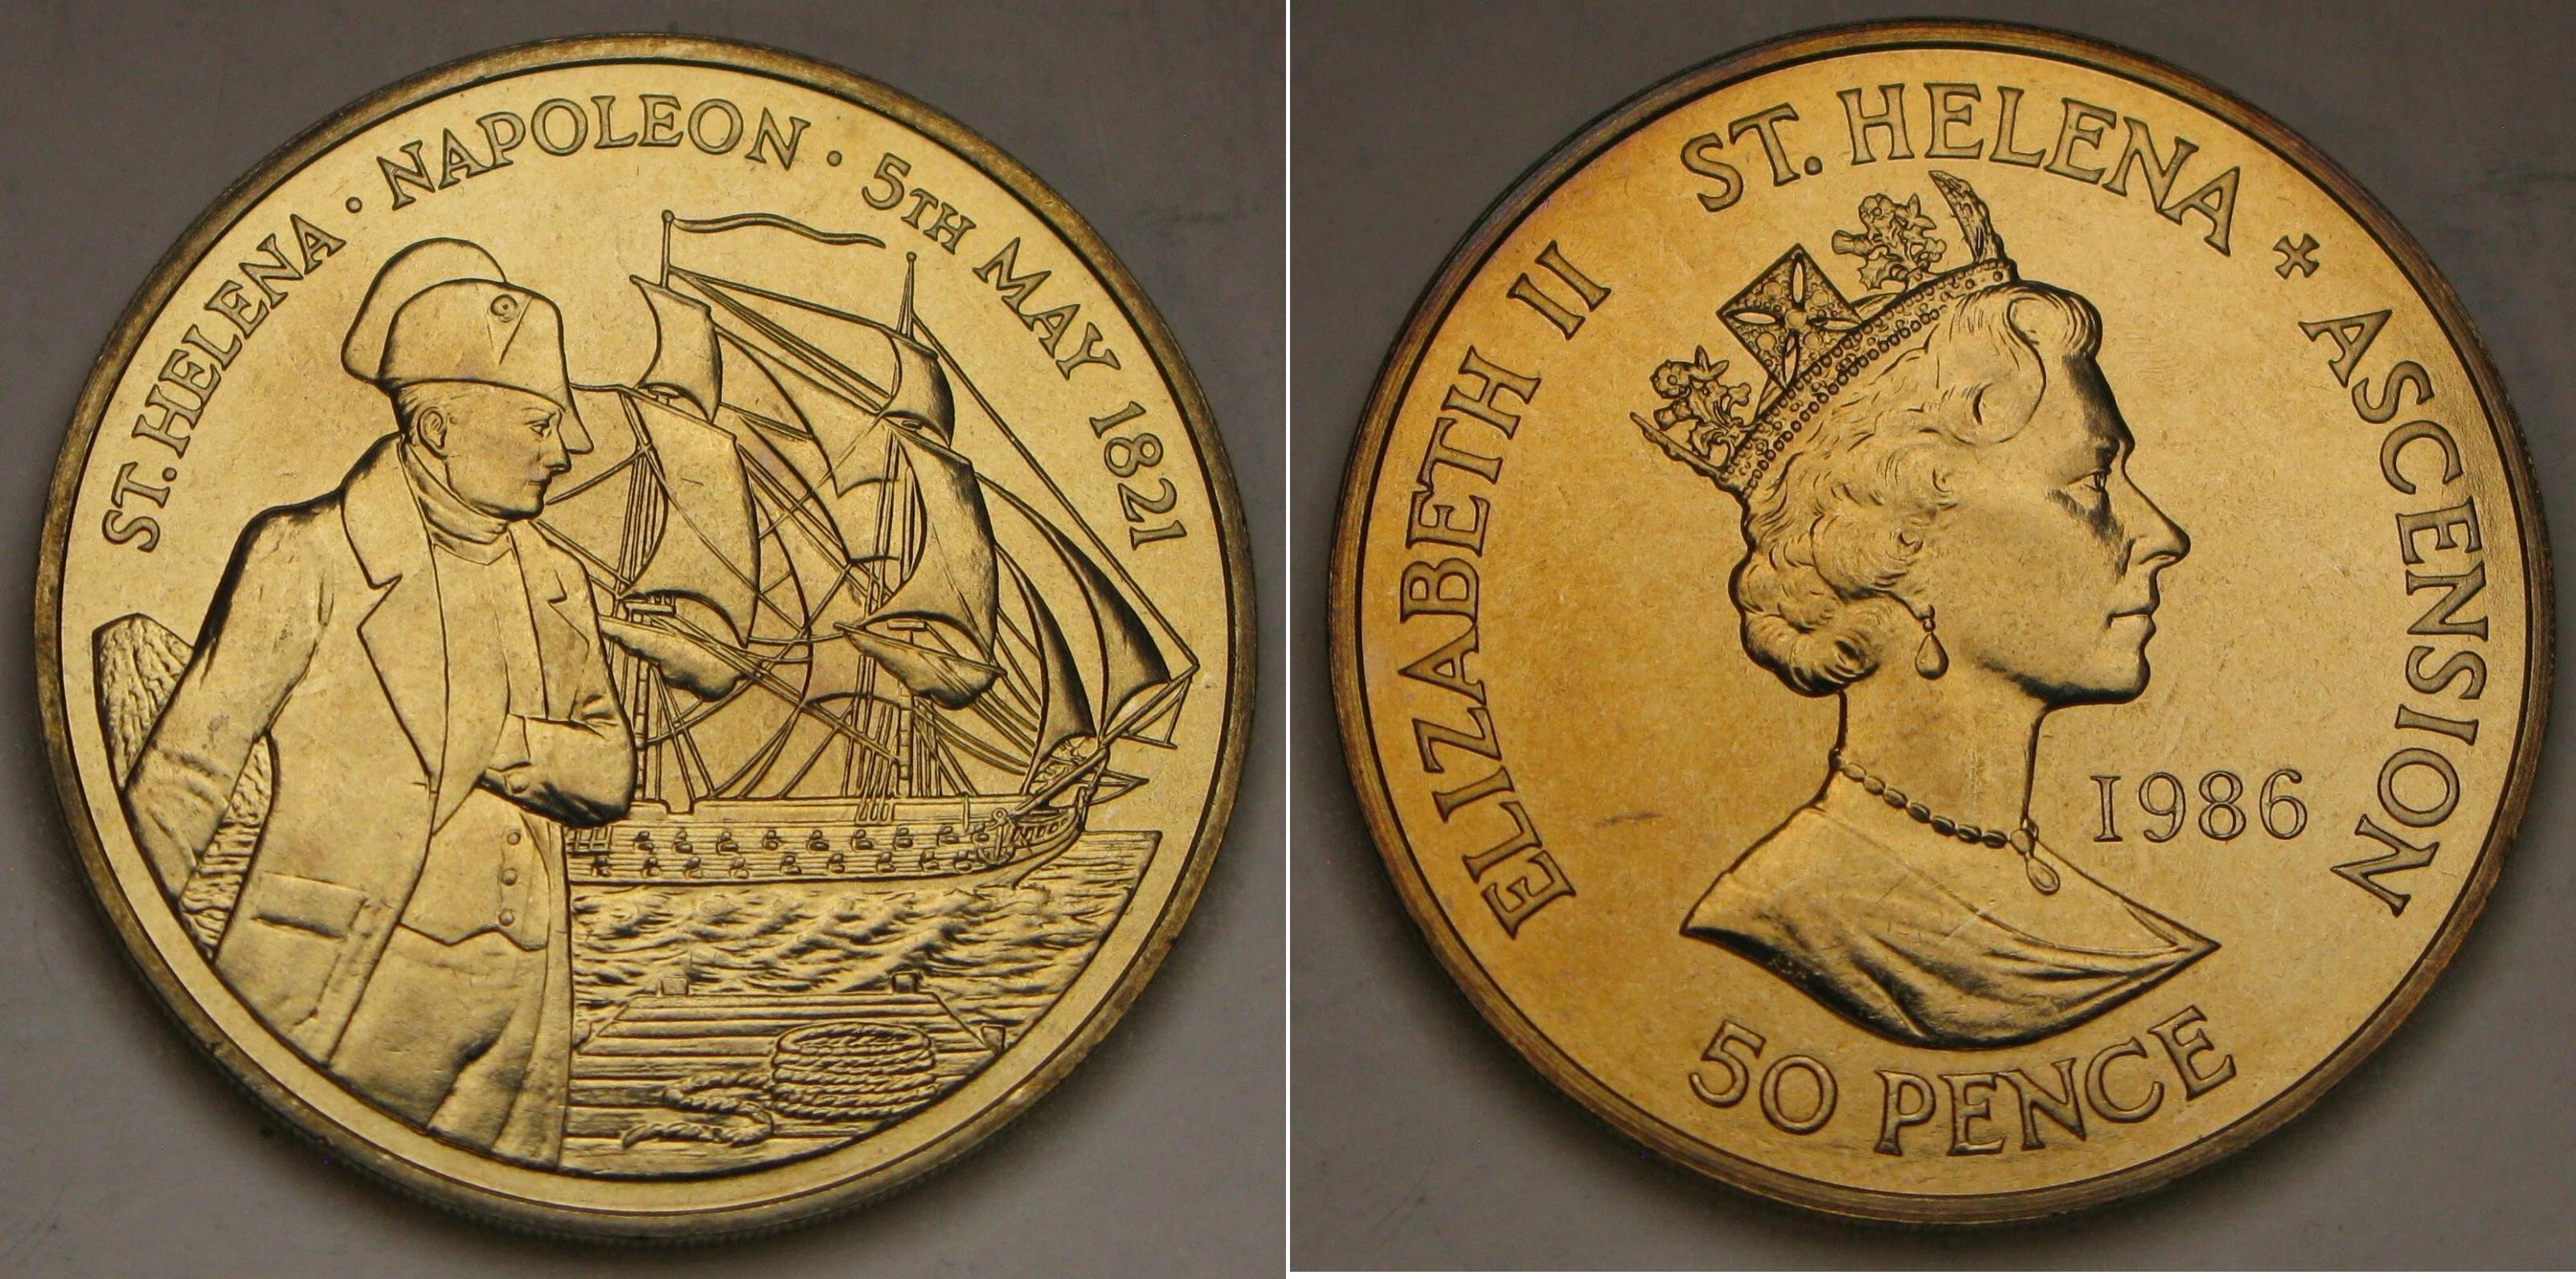 ST. HELENA · NAPOLEON · 5TH MAY 1821
ELIZABETH II ST. HELENA ✠ ASCENSION
1986
50 PENCE